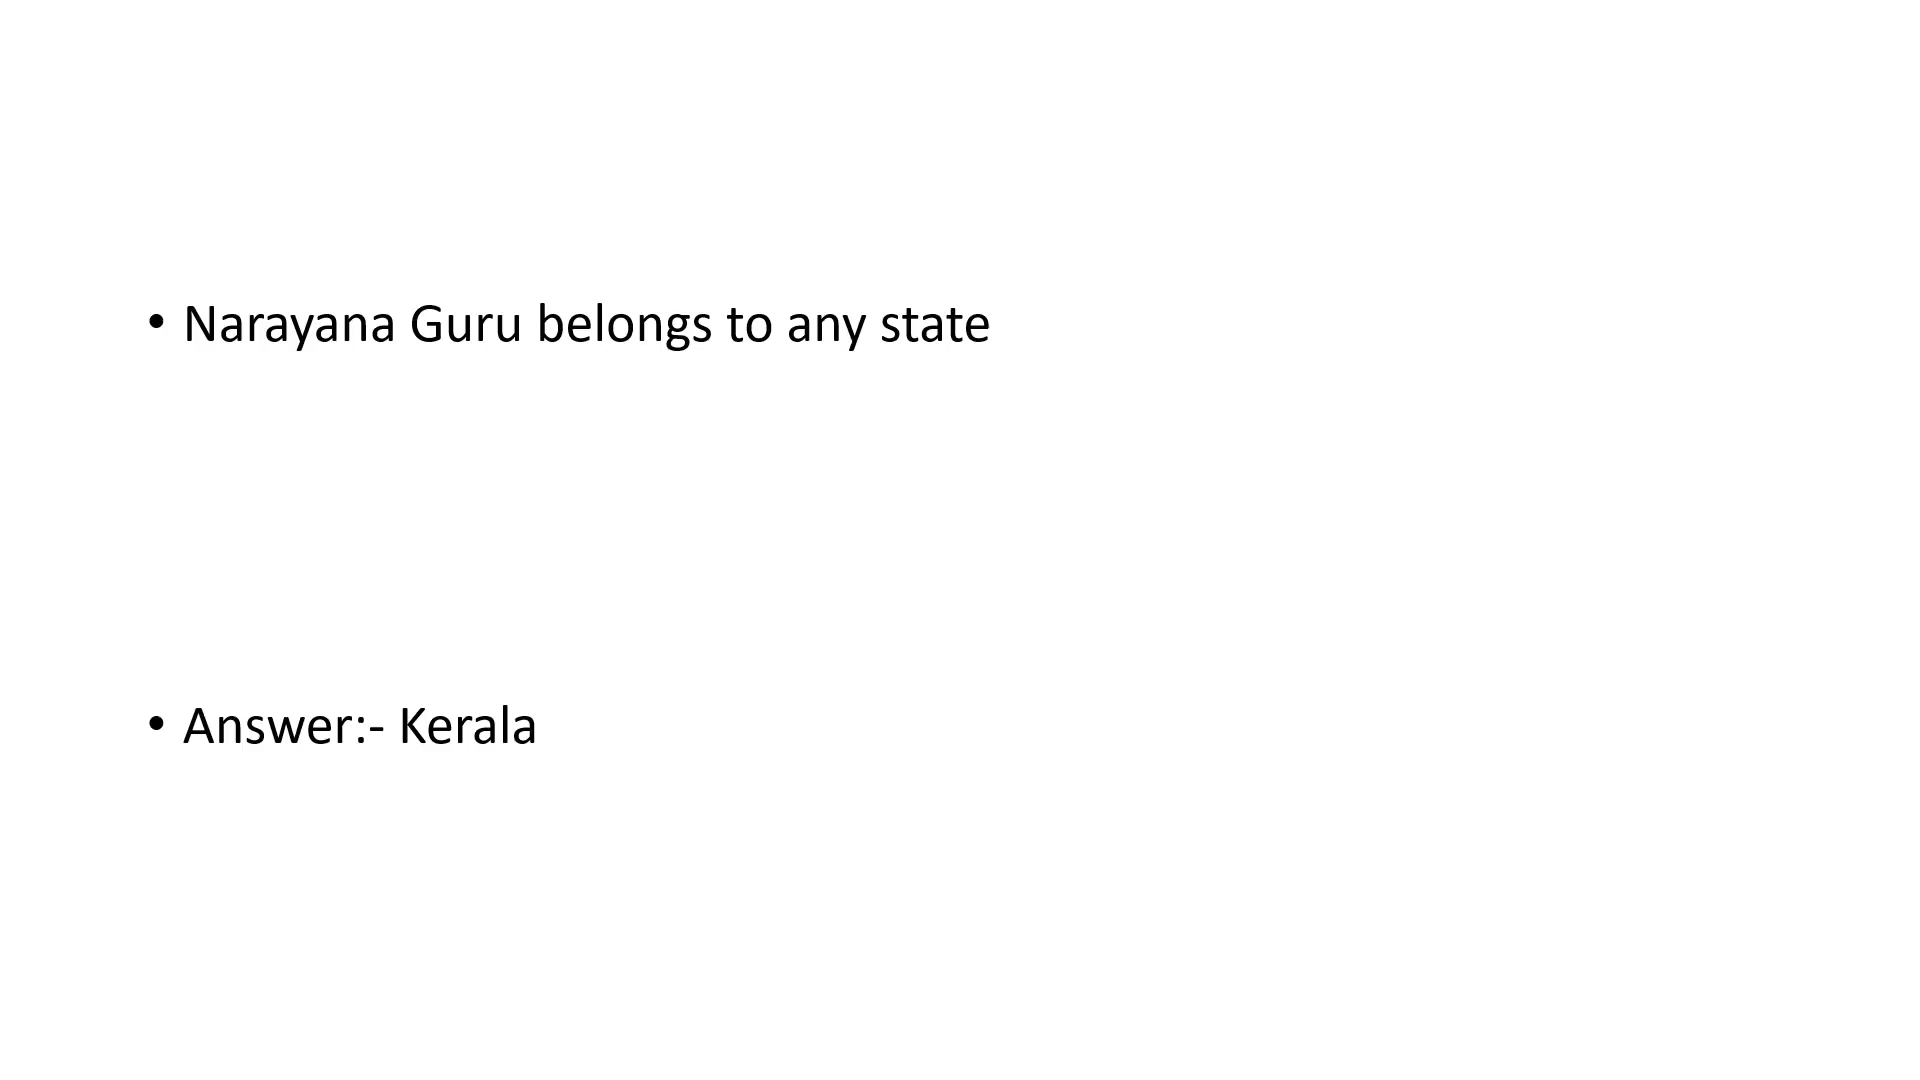 • Narayana Guru belongs to any state
• Answer:- Kerala